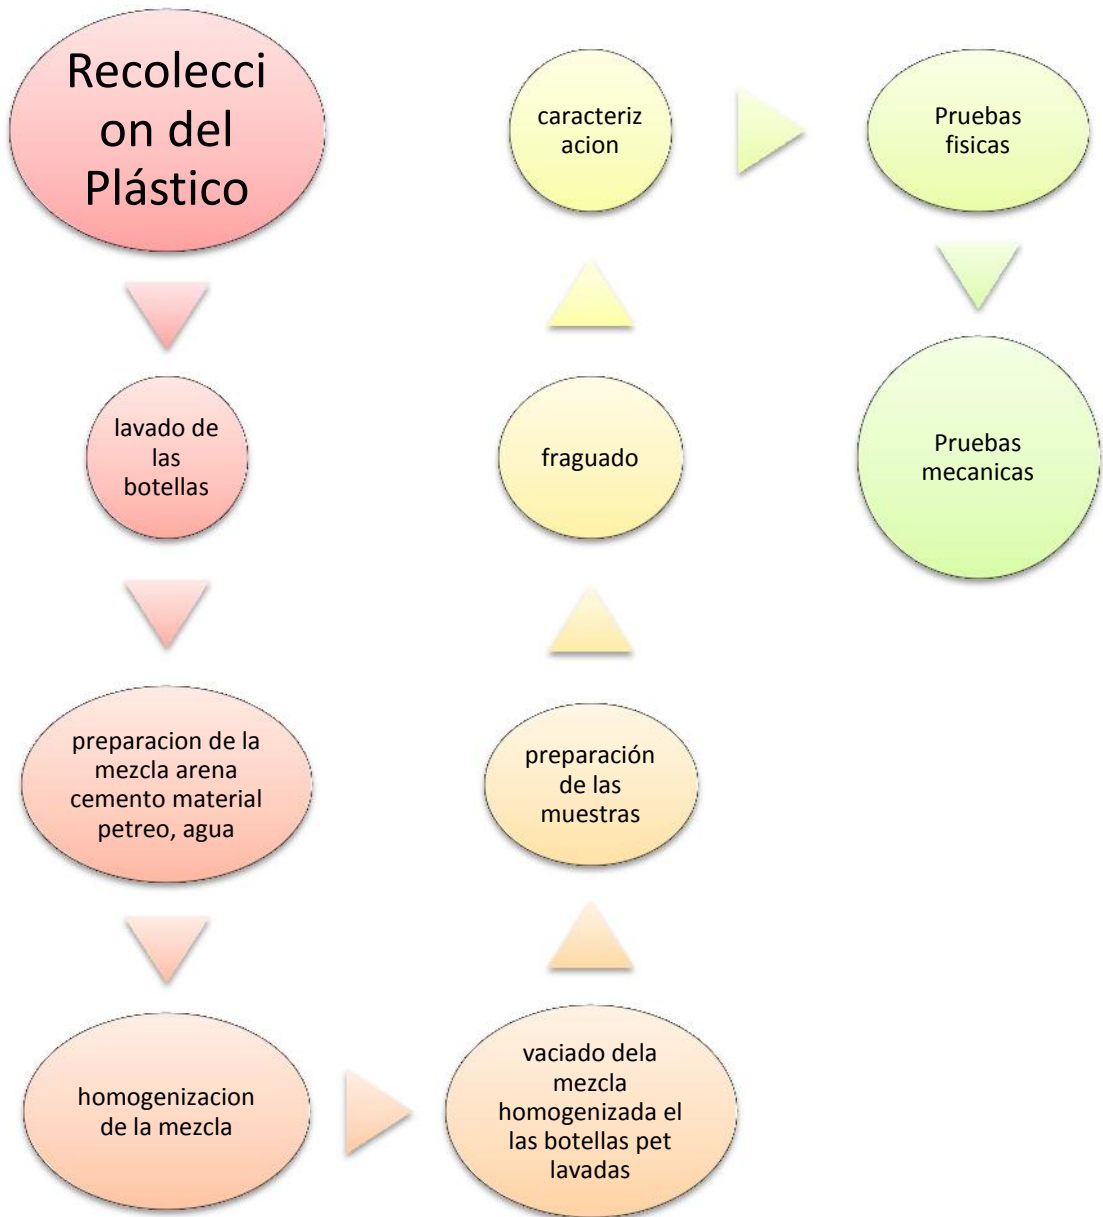 Recolecci
on del
Plástico
lavado de
las
botellas
preparacion de la
mezcla arena
cemento material
petreo, agua
homogenizacion
de la mezcla
vaciado dela
mezcla
homogenizada el
las botellas pet
lavadas
preparación
de las
muestras
fraguado
caracteriz
acion
Pruebas
fisicas
Pruebas
mecanicas